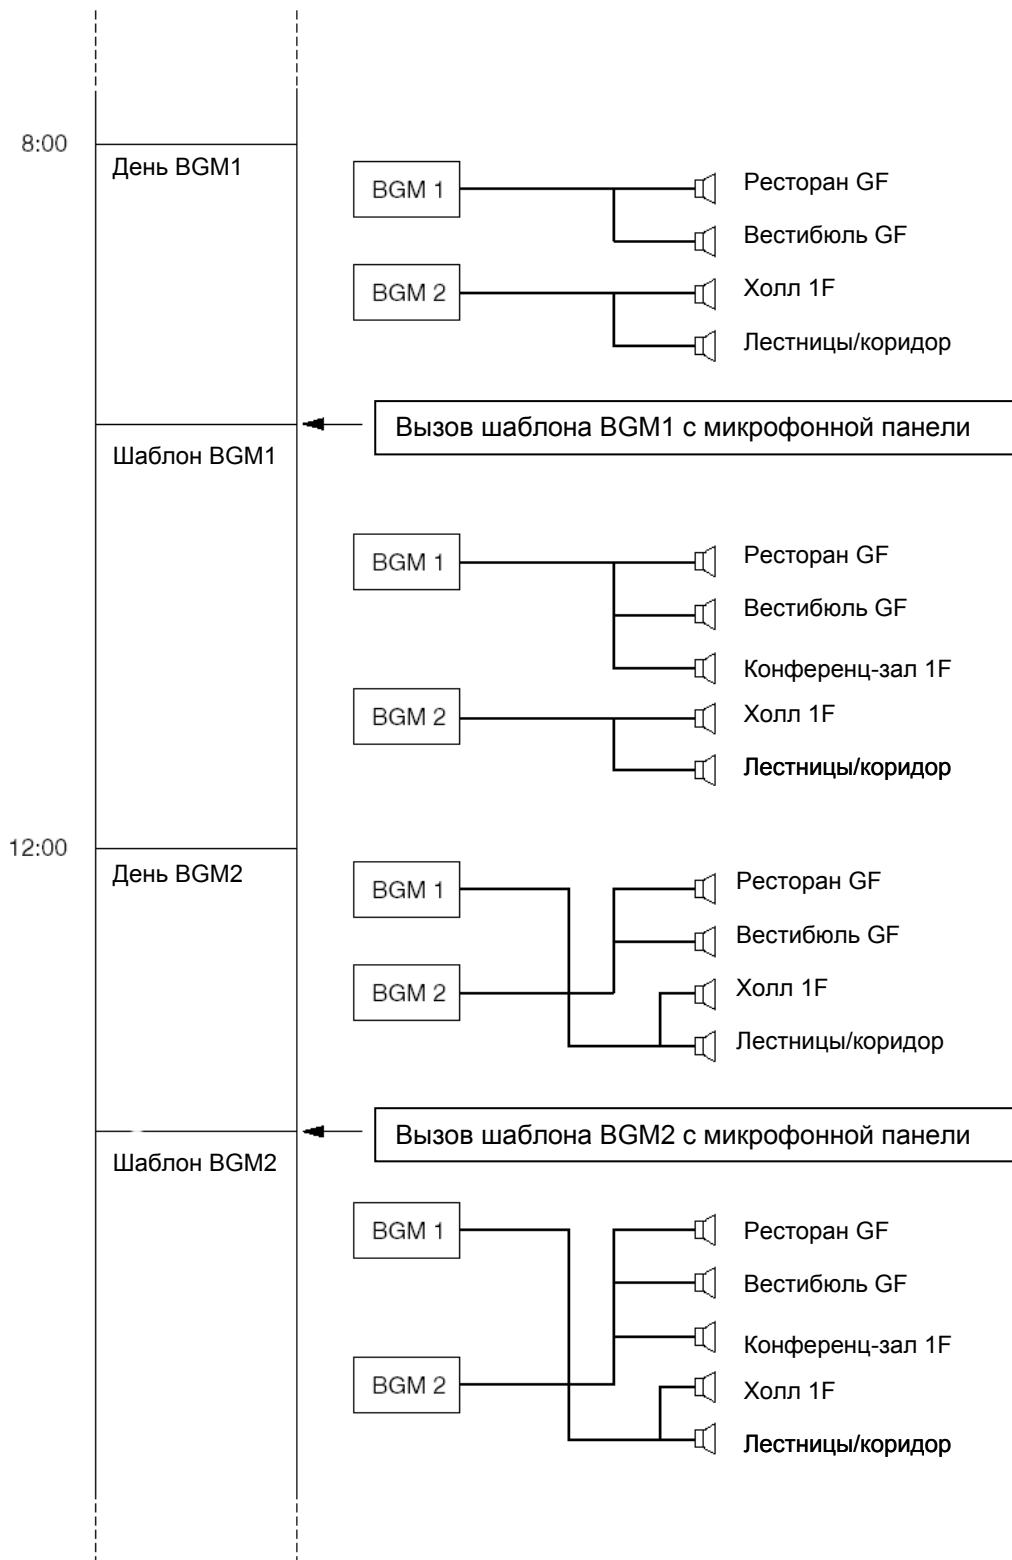 8:00
День BGM1
BGM 1
Ресторан GF
Вестибюль GF
BGM 2
Холл 1F
Лестницы/коридор
Вызов шаблона BGM1 с микрофонной панели
Шаблон BGM1
BGM 1
Ресторан GF
Вестибюль GF
Конференц-зал 1F
BGM 2
Холл 1F
Лестницы/коридор
12:00
День BGM2
BGM 1
Ресторан GF
Вестибюль GF
BGM 2
Холл 1F
Лестницы/коридор
Вызов шаблона BGM2 с микрофонной панели
Шаблон BGM2
BGM 1
Ресторан GF
Вестибюль GF
Конференц-зал 1F
BGM 2
Холл 1F
Лестницы/коридор